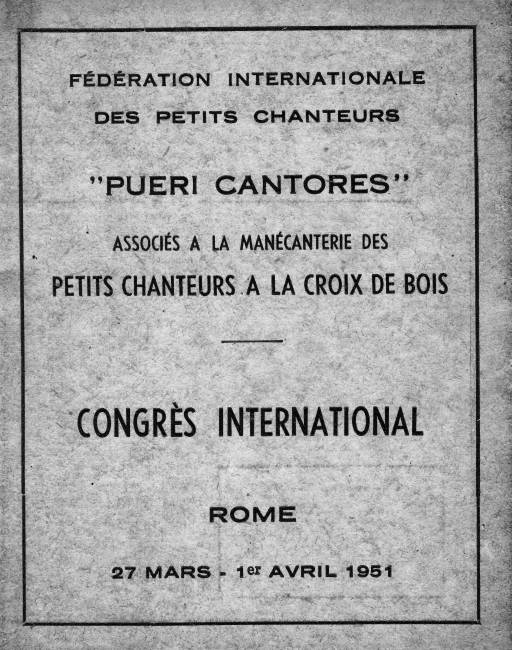 FÉDÉRATION INTERNATIONALE
DES PETITS CHANTEURS
"PUERI CANTORES"
ASSOCIÉS A LA MANÉCANTERIE DES
PETITS CHANTEURS A LA CROIX DE BOIS
CONGRÈS INTERNATIONAL
ROME
27 MARS - 1er AVRIL 1951